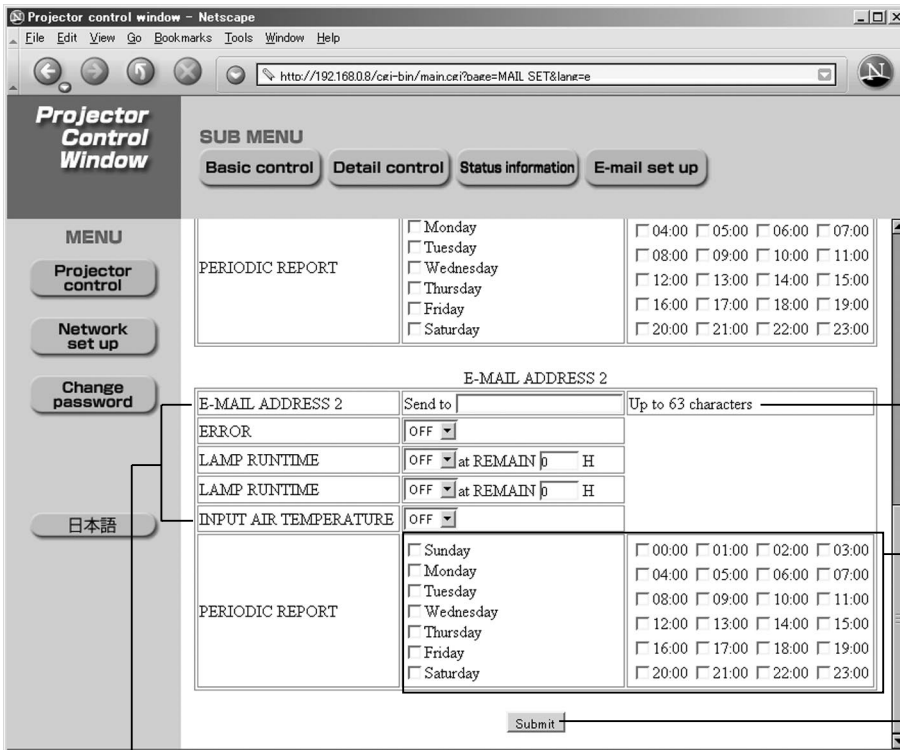 Projector control window - Netscape
File Edit View Go Bookmarks Tools Window Help
http://192.168.0.8/cgi-bin/main.cgi?page=MAIL_SET&lang=e
N
Projector
Control
Window
SUB MENU
Basic control Detail control Status information E-mail set up
MENU
Projector
control
Network
set up
Change
password
日本語
PERIODIC REPORT
Monday
Tuesday
Wednesday
Thursday
Friday
Saturday
04:00 05:00 06:00 07:00
08:00 09:00 10:00 11:00
12:00 13:00 14:00 15:00
16:00 17:00 18:00 19:00
20:00 21:00 22:00 23:00
E-MAIL ADDRESS 2
E-MAIL ADDRESS 2 Send to Up to 63 characters
ERROR OFF
LAMP RUNTIME OFF at REMAIN 0 H
LAMP RUNTIME OFF at REMAIN 0 H
INPUT AIR TEMPERATURE OFF
PERIODIC REPORT
Sunday
Monday
Tuesday
Wednesday
Thursday
Friday
Saturday
00:00 01:00 02:00 03:00
04:00 05:00 06:00 07:00
08:00 09:00 10:00 11:00
12:00 13:00 14:00 15:00
16:00 17:00 18:00 19:00
20:00 21:00 22:00 23:00
Submit